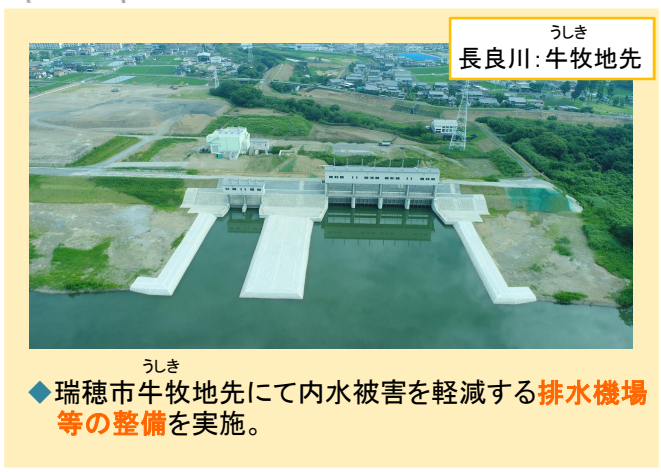 うしき
長良川：牛牧地先
うしき
◆瑞穂市牛牧地先にて内水被害を軽減する排水機場
等の整備を実施。